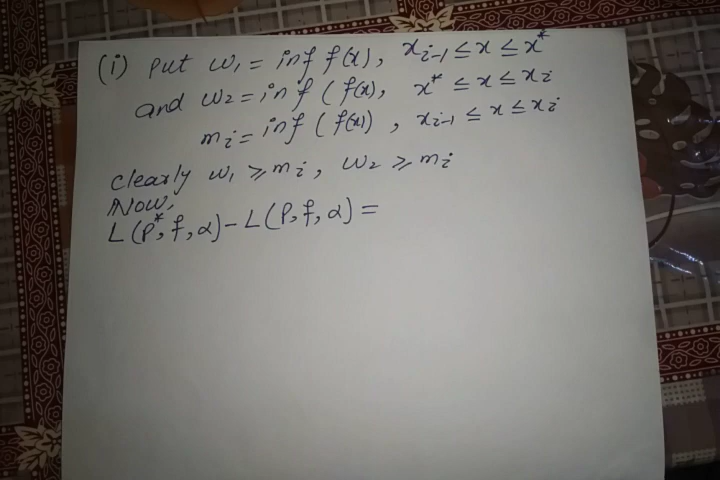 (i) Put w₁ = inf f(x), xᵢ₋₁ ≤ x ≤ x*
and w₂ = inf (f(x), x* ≤ x ≤ xᵢ
mᵢ = inf (f(x)), xᵢ₋₁ ≤ x ≤ xᵢ
Clearly w₁ ≥ mᵢ, w₂ ≥ mᵢ
Now,
L(P*, f, α) - L(P, f, α) =